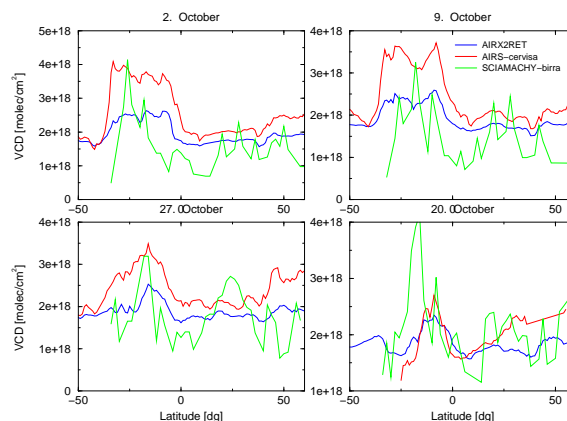 2. October
9. October
5e+18
4e+18
3e+18
2e+18
1e+18
0
VCD [molec/cm²]
4e+18
3e+18
2e+18
1e+18
0
AIRX2RET
AIRS−cervisa
SCIAMACHY−birra
−50
0
50
−50
0
50
27. October
20. October
4e+18
3e+18
2e+18
1e+18
0
VCD [molec/cm²]
4e+18
3e+18
2e+18
1e+18
−50
0
50
−50
0
50
Latitude [dg]
Latitude [dg]